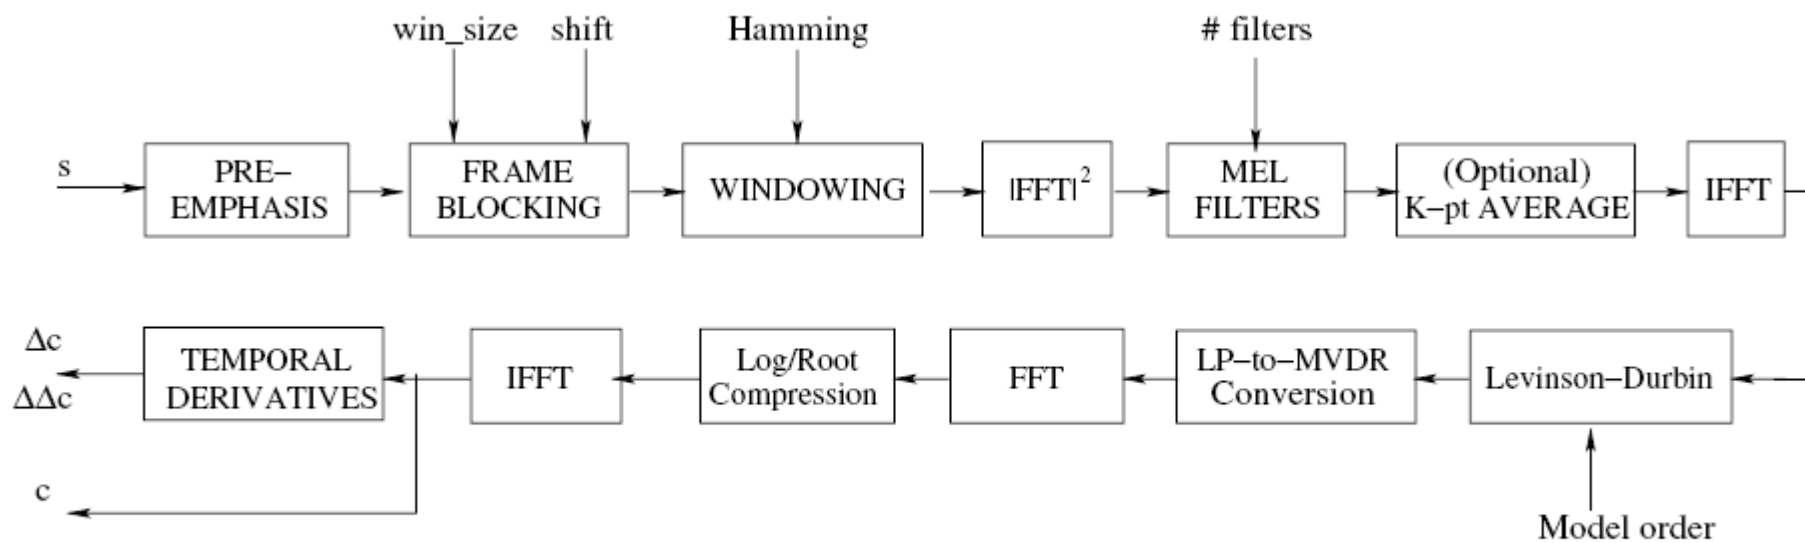 win_size shift Hamming # filters
s
PRE–
EMPHASIS
FRAME
BLOCKING
WINDOWING
|FFT|²
MEL
FILTERS
(Optional)
K–pt AVERAGE
IFFT
Δc
ΔΔc
TEMPORAL
DERIVATIVES
IFFT
Log/Root
Compression
FFT
LP–to–MVDR
Conversion
Levinson–Durbin
c
Model order